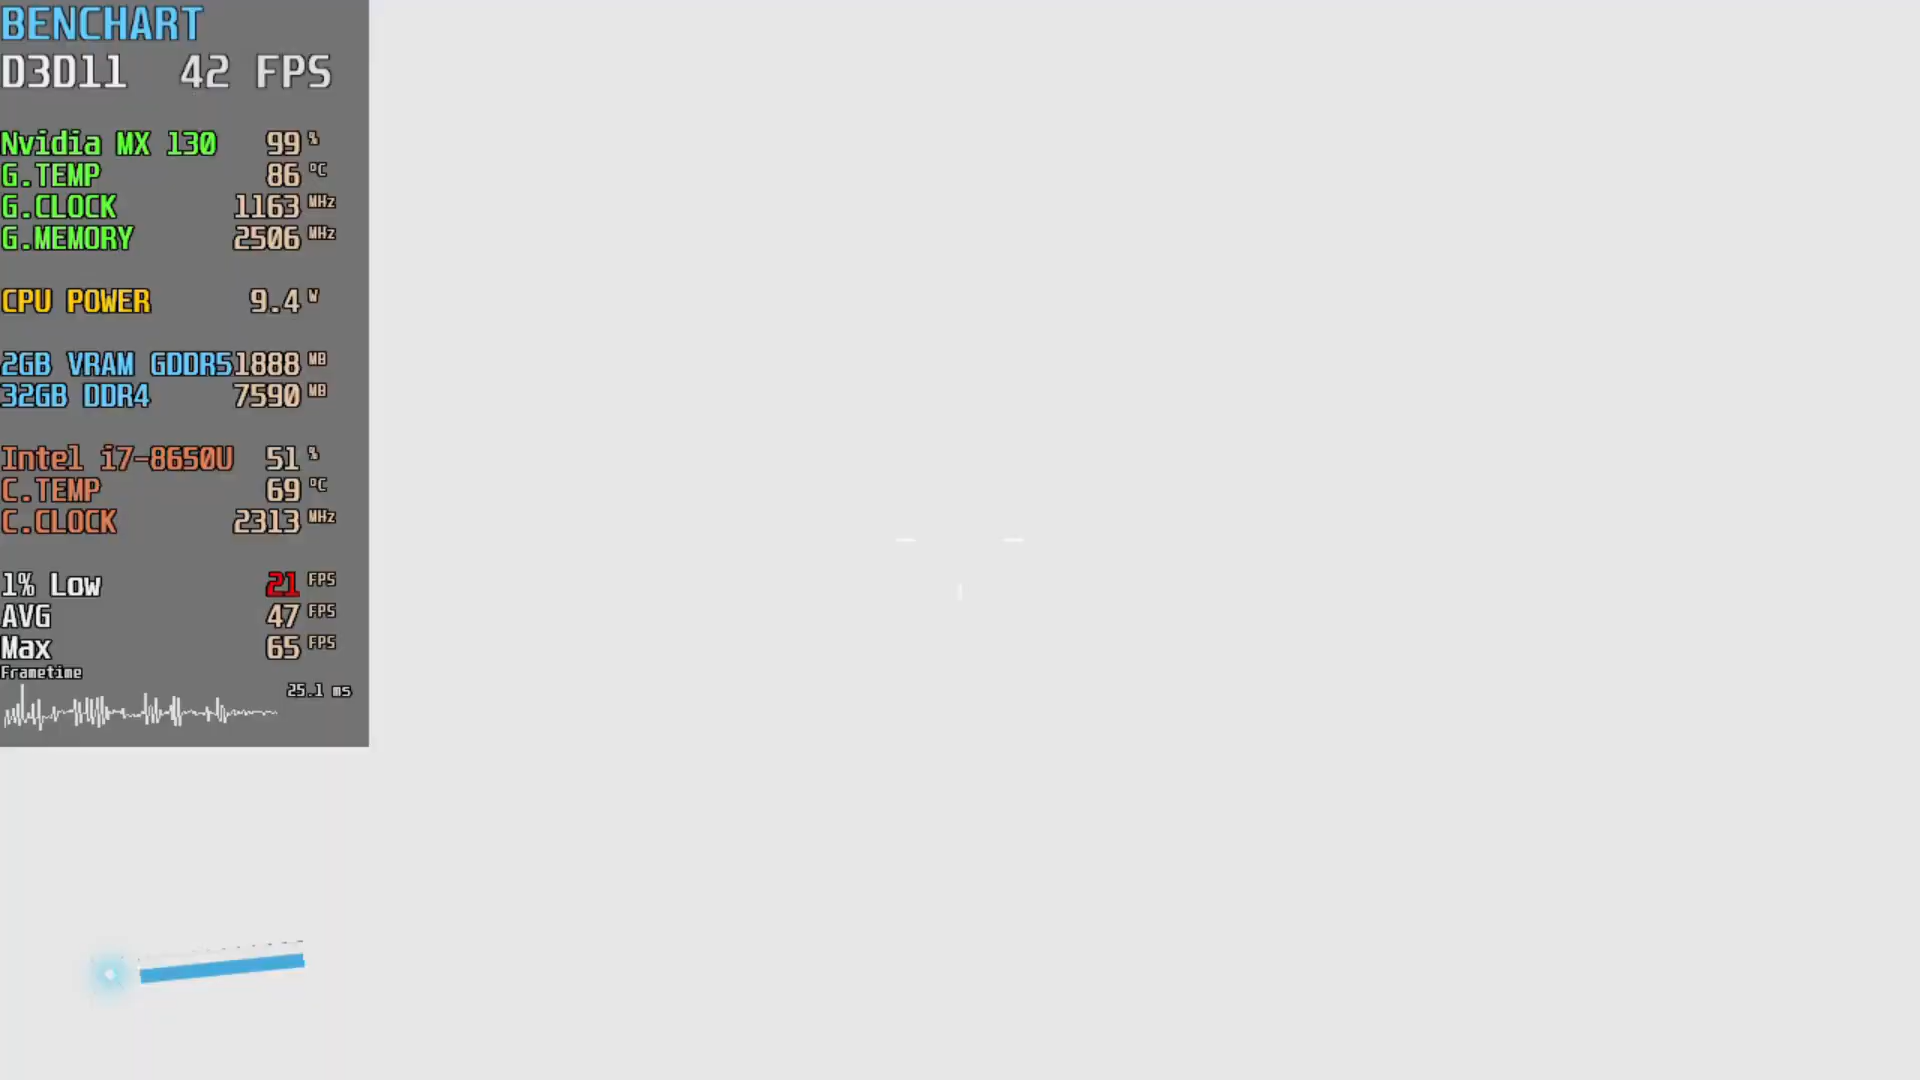 BENCHART
D3D11 42 FPS
Nvidia MX 130 99 %
G.TEMP 86 °C
G.CLOCK 1163 MHz
G.MEMORY 2506 MHz
CPU POWER 9.4 W
2GB VRAM GDDR5 1888 MB
32GB DDR4 7590 MB
Intel i7-8650U 51 %
C.TEMP 69 °C
C.CLOCK 2313 MHz
1% Low 21 FPS
AVG 47 FPS
Max 65 FPS
Frametime
25.1 ms